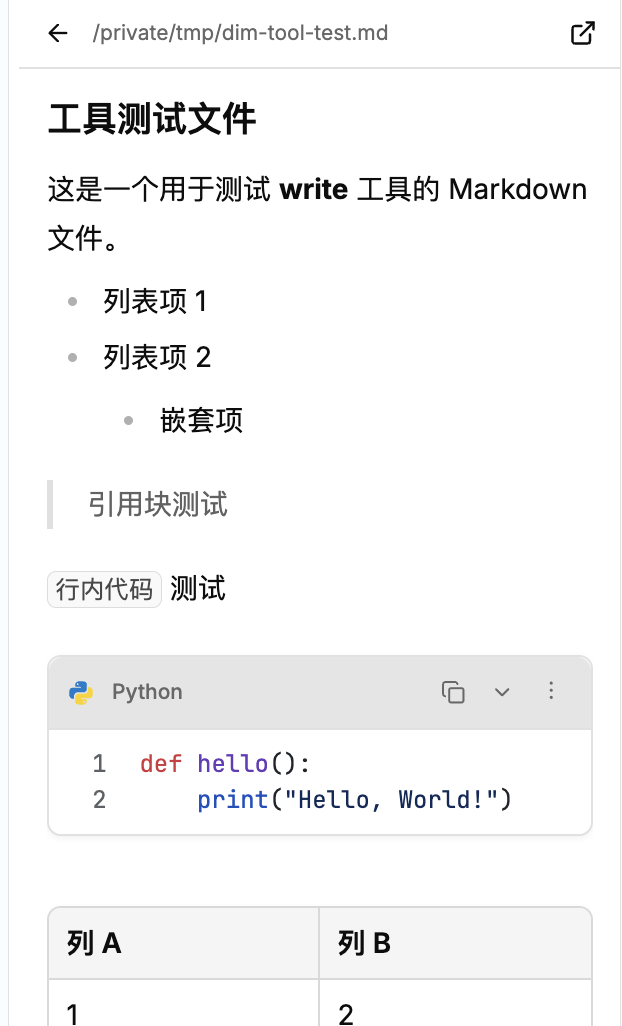 /private/tmp/dim-tool-test.md
工具测试文件
这是一个用于测试 write 工具的 Markdown
文件。
列表项 1
列表项 2
嵌套项
引用块测试
行内代码 测试
Python
1 def hello():
2     print("Hello, World!")
列 A 列 B
1 2